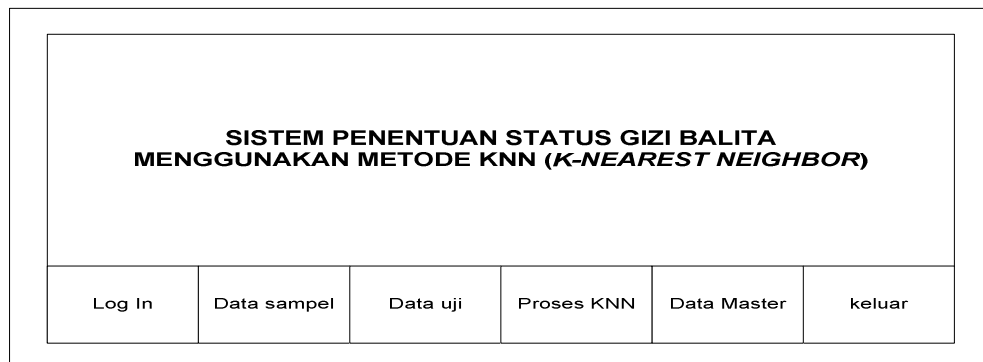 SISTEM PENENTUAN STATUS GIZI BALITA
MENGGUNAKAN METODE KNN (K-NEAREST NEIGHBOR)
Log In Data sampel Data uji Proses KNN Data Master keluar